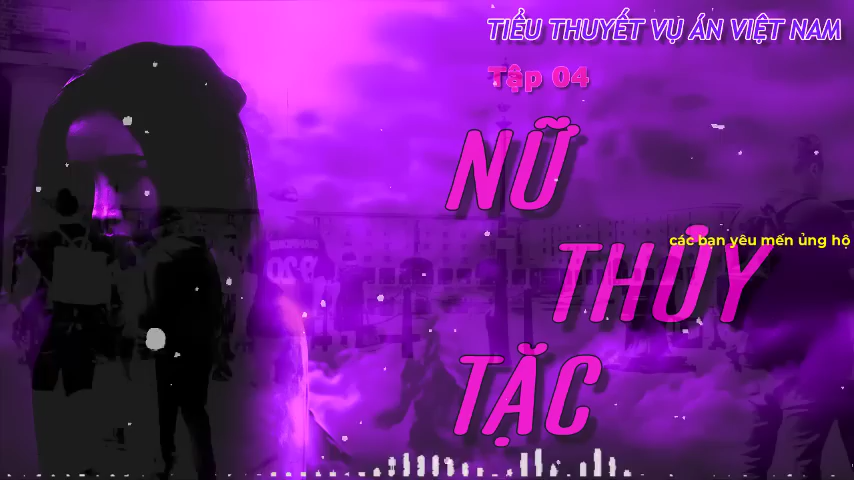 TIỂU THUYẾT VỤ ÁN VIỆT NAM
Tập 04
NỮ
THỦY
TẶC
các bạn yêu mến ủng hộ